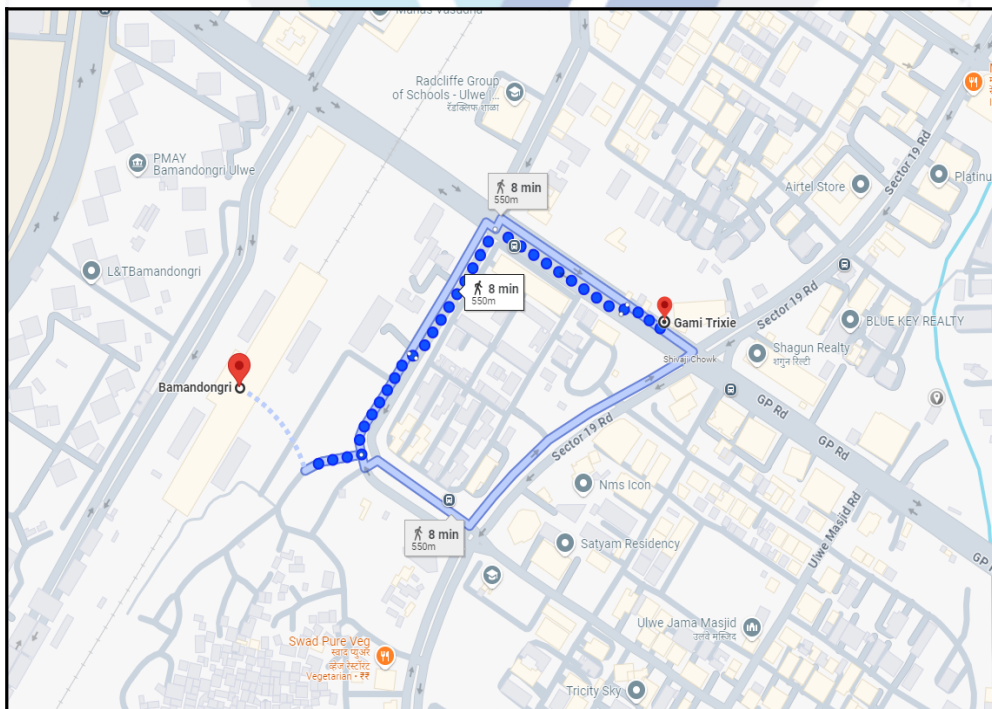 Radcliffe Group
of Schools - Ulwe |...
रॅडक्लिफ शाळा
PMAY
Bamandongri Ulwe
Sector 19 Rd
Platinu
Airtel Store
8 min
550m
L&TBamandongri
8 min
550m
Sector 19 Rd
Gami Trixie
BLUE KEY REALTY
Shivaji Chowk
Shagun Realty
शगुन रिल्टी
Bamandongri
GP Rd
Sector 19 Rd
GP Rd
Nms Icon
Ulwe Masjid Rd
8 min
550m
Satyam Residency
GP
Ulwe Jama Masjid
उलवे मस्जिद
Swad Pure Veg
Vegetarian • ₹₹
Tricity Sky